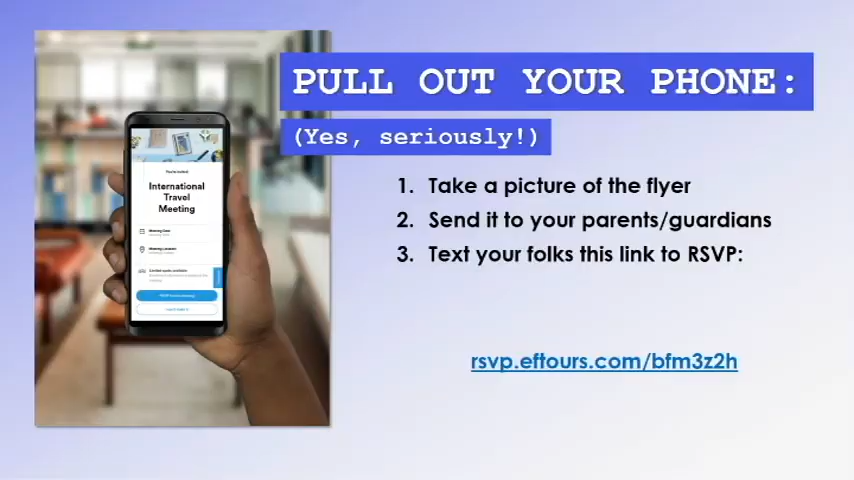 PULL OUT YOUR PHONE:
(Yes, seriously!)
1. Take a picture of the flyer
2. Send it to your parents/guardians
3. Text your folks this link to RSVP:
rsvp.eftours.com/bfm3z2h
International
Travel
Meeting